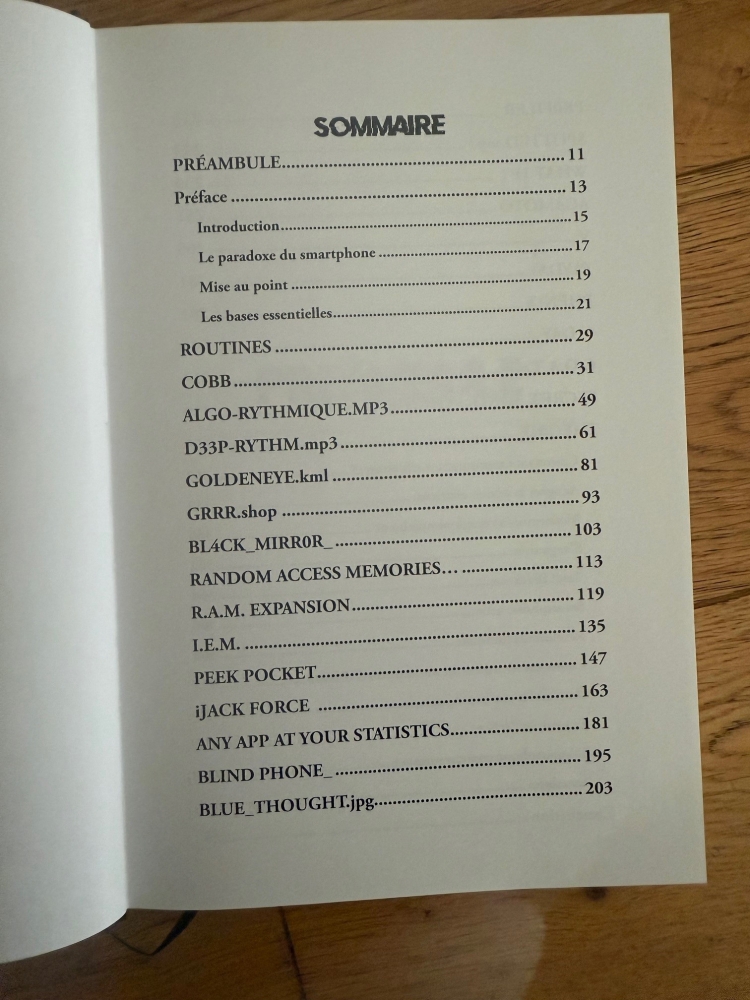 SOMMAIRE
PRÉAMBULE.......... 11
Préface .......... 13
Introduction.......... 15
Le paradoxe du smartphone .......... 17
Mise au point .......... 19
Les bases essentielles.......... 21
ROUTINES .......... 29
COBB.......... 31
ALGO-RYTHMIQUE.MP3.......... 49
D33P-RYTHM.mp3.......... 61
GOLDENEYE.kml .......... 81
GRRR.shop .......... 93
BL4CK_MIRR0R_ .......... 103
RANDOM ACCESS MEMORIES... .......... 113
R.A.M. EXPANSION.......... 119
I.E.M. .......... 135
PEEK POCKET.......... 147
iJACK FORCE .......... 163
ANY APP AT YOUR STATISTICS.......... 181
BLIND PHONE_ .......... 195
BLUE_THOUGHT.jpg.......... 203